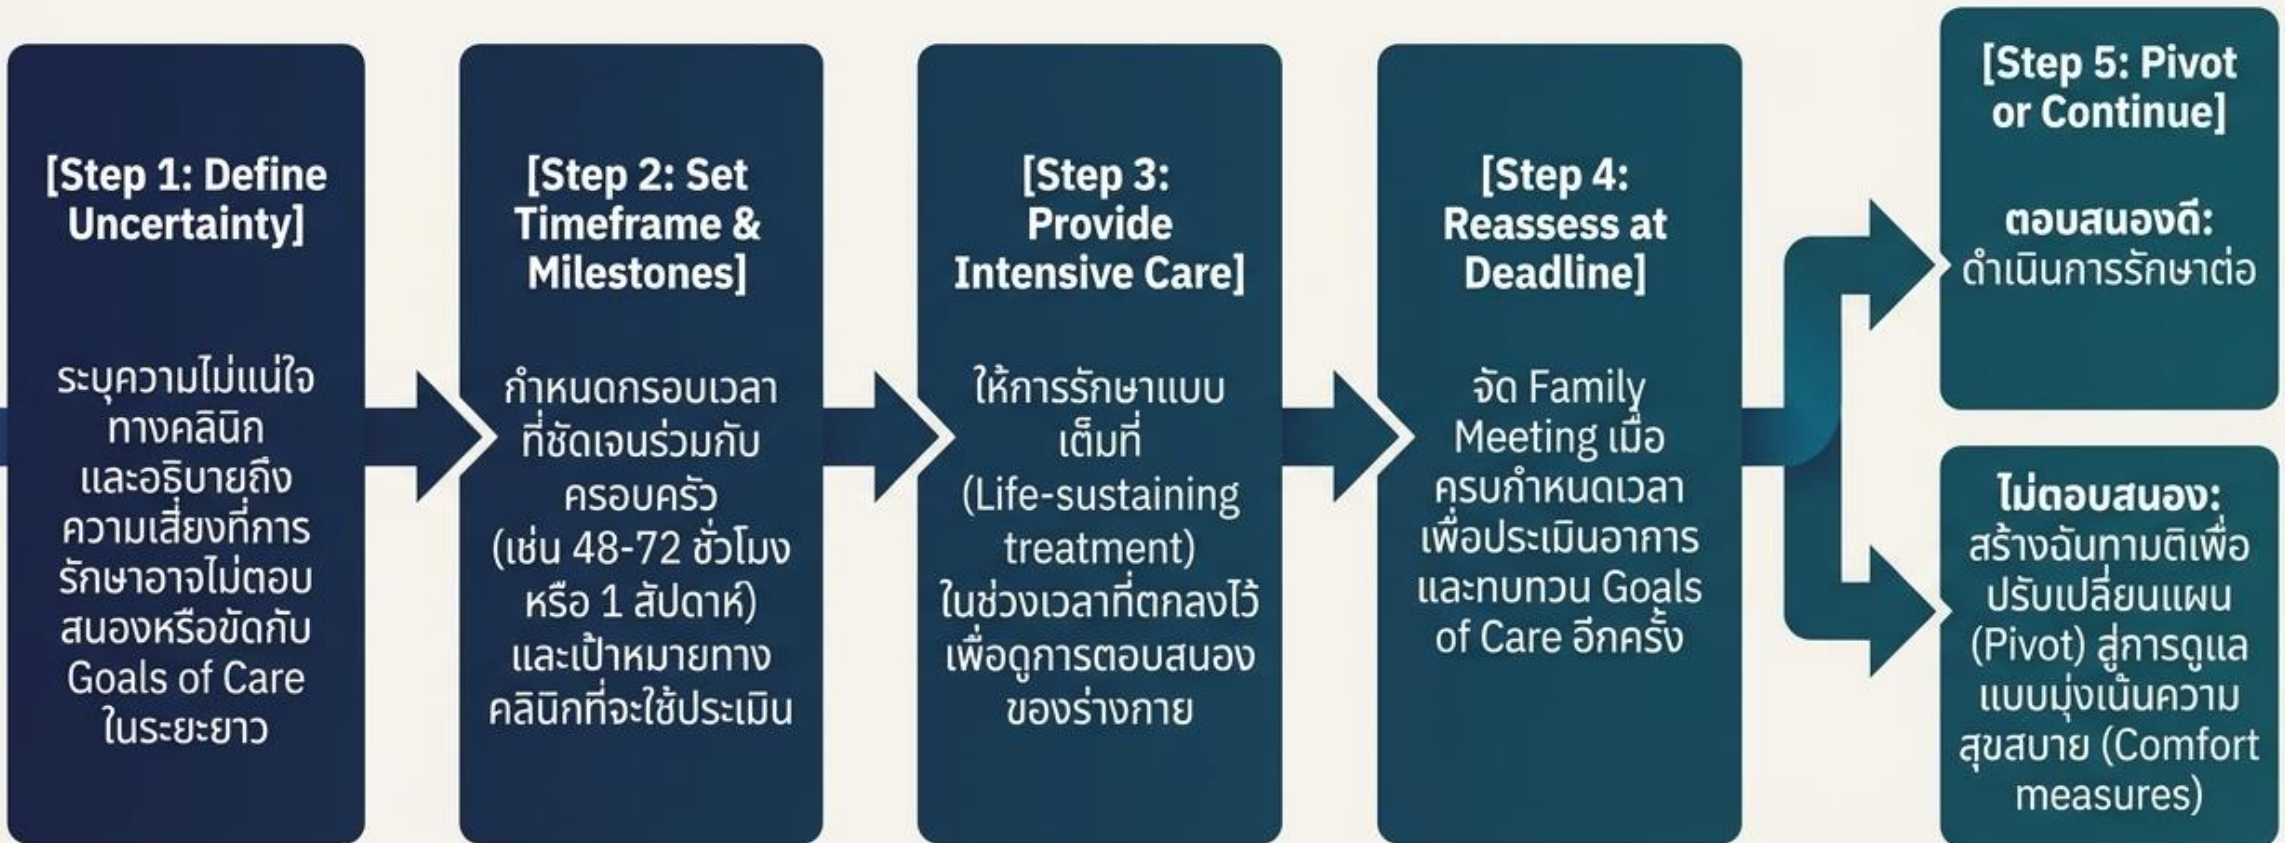 [Step 1: Define
Uncertainty]
ระบุความไม่แน่ใจ
ทางคลินิก
และอธิบายถึง
ความเสี่ยงที่การ
รักษาอาจไม่ตอบ
สนองหรือขัดกับ
Goals of Care
ในระยะยาว
[Step 2: Set
Timeframe &
Milestones]
กำหนดกรอบเวลา
ที่ชัดเจนร่วมกับ
ครอบครัว
(เช่น 48-72 ชั่วโมง
หรือ 1 สัปดาห์)
และเป้าหมายทาง
คลินิกที่จะใช้ประเมิน
[Step 3:
Provide
Intensive Care]
ให้การรักษาแบบ
เต็มที่
(Life-sustaining
treatment)
ในช่วงเวลาที่ตกลงไว้
เพื่อดูการตอบสนอง
ของร่างกาย
[Step 4:
Reassess at
Deadline]
จัด Family
Meeting เมื่อ
ครบกำหนดเวลา
เพื่อประเมินอาการ
และทบทวน Goals
of Care อีกครั้ง
[Step 5: Pivot
or Continue]
ตอบสนองดี:
ดำเนินการรักษาต่อ
ไม่ตอบสนอง:
สร้างฉันทามติเพื่อ
ปรับเปลี่ยนแผน
(Pivot) สู่การดูแล
แบบมุ่งเน้นความ
สุขสบาย (Comfort
measures)